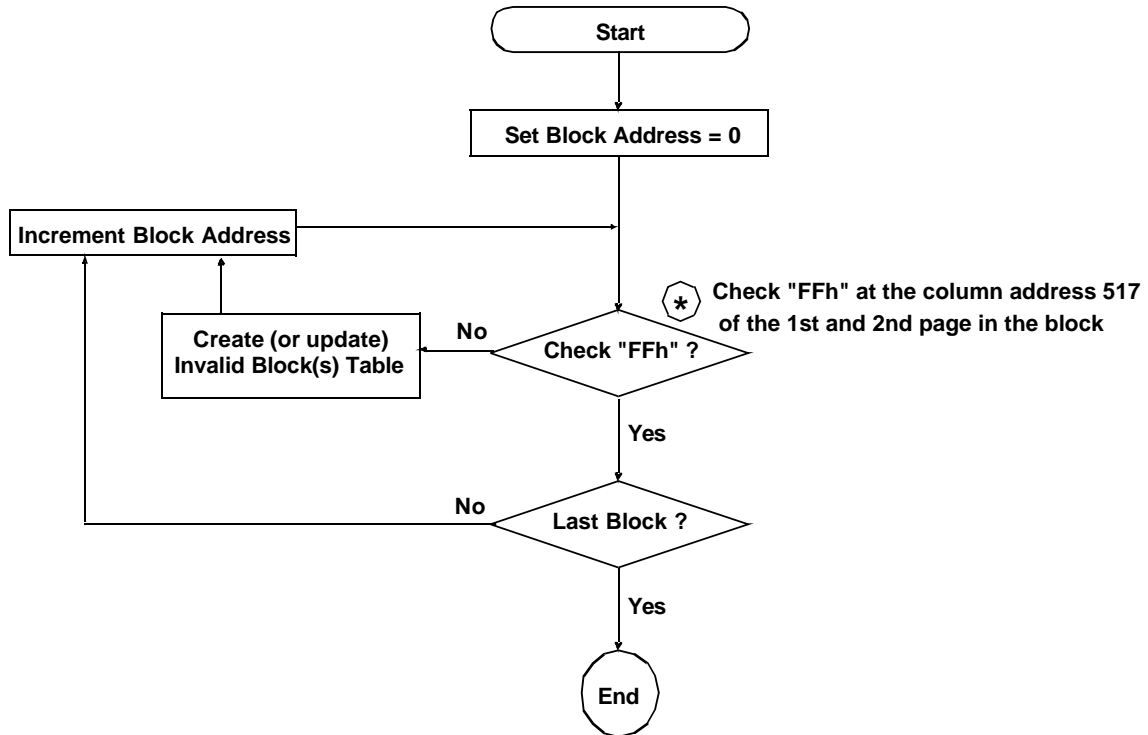 Start
Set Block Address = 0
Increment Block Address
* Check "FFh" at the column address 517
of the 1st and 2nd page in the block
No
Create (or update)
Invalid Block(s) Table
Check "FFh" ?
Yes
No
Last Block ?
Yes
End